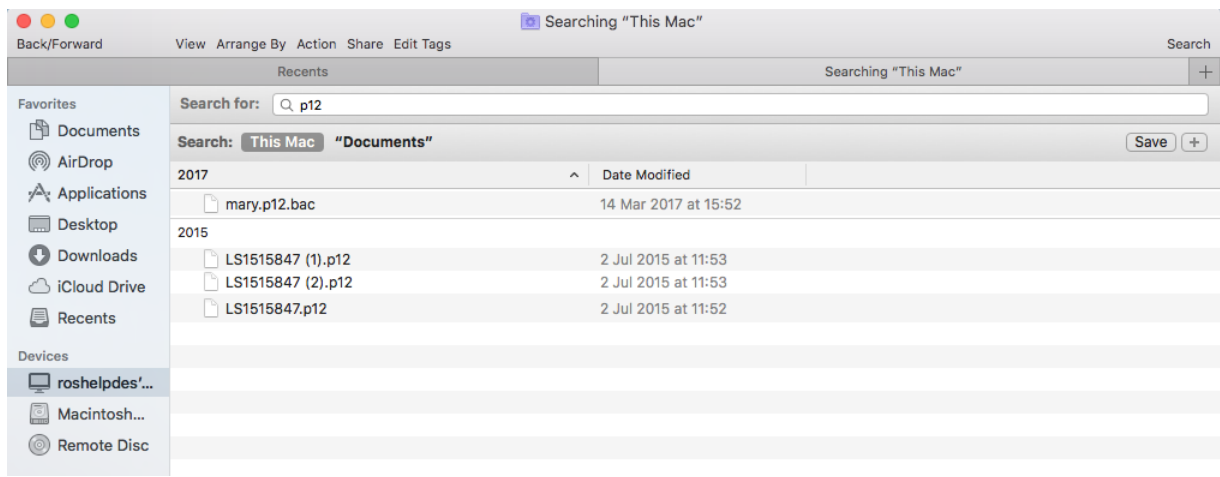 Searching “This Mac”
Back/Forward View Arrange By Action Share Edit Tags Search
Recents Searching “This Mac” +
Favorites
Documents
AirDrop
Applications
Desktop
Downloads
iCloud Drive
Recents
Devices
roshelpdes’...
Macintosh...
Remote Disc
Search for: p12
Search: This Mac “Documents” Save +
2017 Date Modified
mary.p12.bac 14 Mar 2017 at 15:52
2015
LS1515847 (1).p12 2 Jul 2015 at 11:53
LS1515847 (2).p12 2 Jul 2015 at 11:53
LS1515847.p12 2 Jul 2015 at 11:52